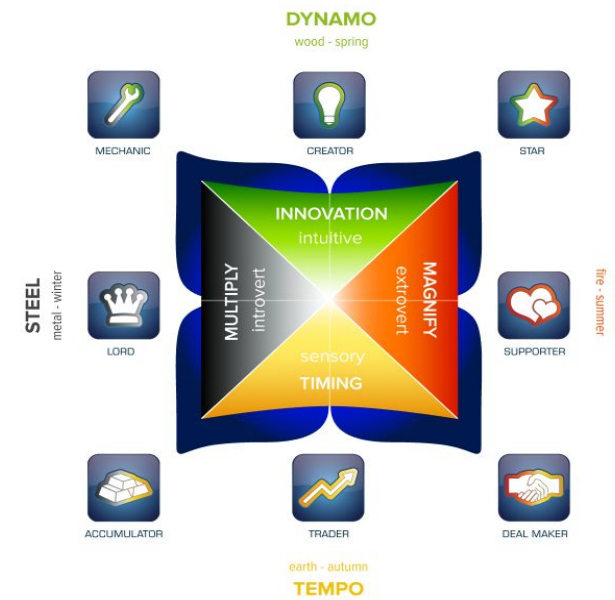 DYNAMO
wood - spring
MECHANIC
CREATOR
STAR
INNOVATION
intuitive
STEEL
metal - winter
MULTIPLY
introvert
extrovert
MAGNIFY
fire - summer
LORD
SUPPORTER
sensory
TIMING
ACCUMULATOR
TRADER
DEAL MAKER
earth - autumn
TEMPO